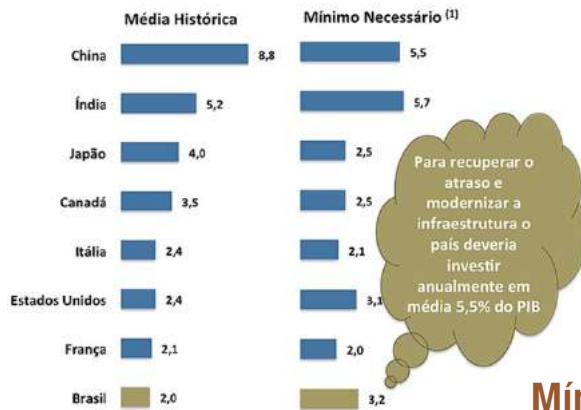 Média Histórica Mínimo Necessário (1)
China 8,8 5,5
Índia 5,2 5,7
Japão 4,0 2,5
Canadá 3,5 2,5
Itália 2,4 2,1
Estados Unidos 2,4 3,1
França 2,1 2,0
Brasil 2,0 3,2
Para recuperar o
atraso e
modernizar a
infraestrutura o
país deveria
investir
anualmente em
média 5,5% do PIB